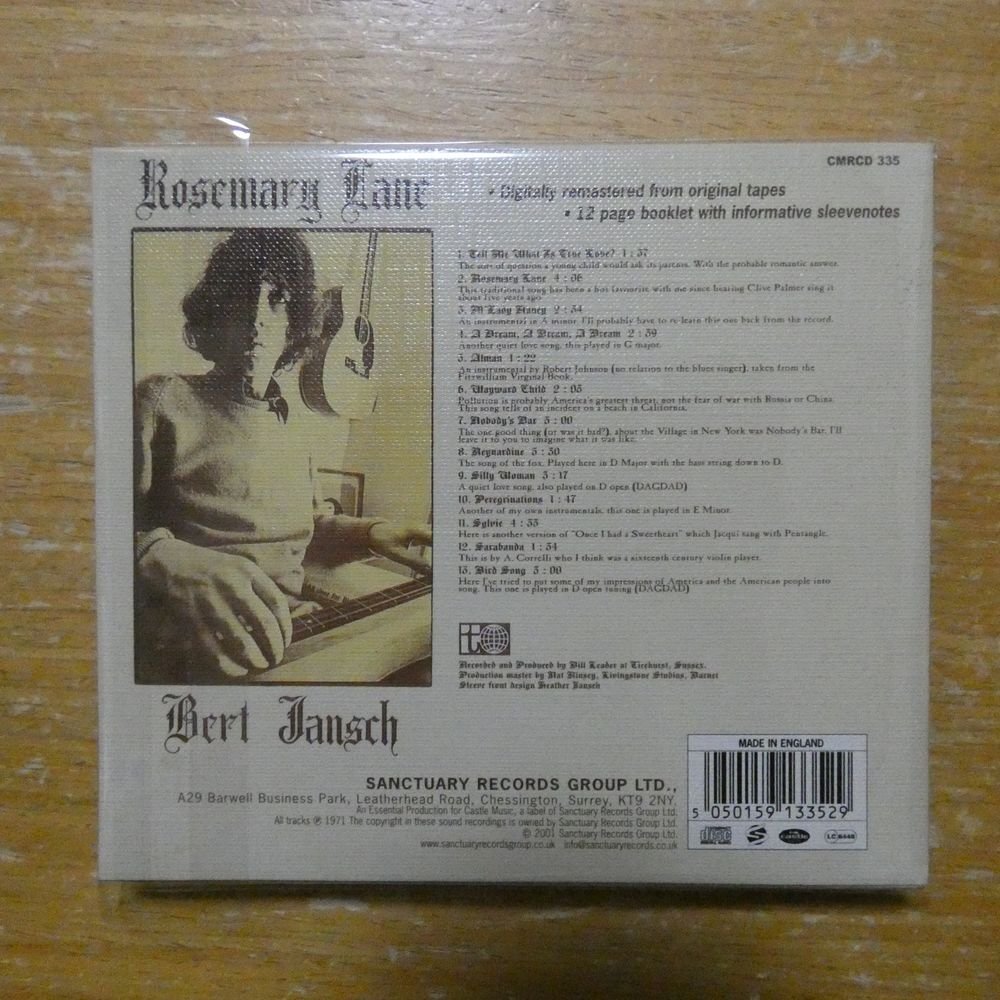 CMRCD 335
Rosemary Lane
• Digitally remastered from original tapes
• 12 page booklet with informative sleevenotes
1. Tell Me What Is True Love? 1 : 37
The sort of question a young child would ask its parents. With the probable romantic answer.
2. Rosemary Lane 4 : 06
This traditional song has been a hot favourite with me since hearing Clive Palmer sing it
about five years ago
3. M'Lady Nancy 2 : 34
An instrumental in A minor. I'll probably have to re-learn this one back from the record.
4. A Dream, A Dream, A Dream 2 : 39
Another quiet love song, this played in G major.
5. Alman 1 : 22
An instrumental by Robert Johnson (no relation to the blues singer), taken from the
Fitzwilliam Virginal Book.
6. Wayward Child 2 : 05
Pollution is probably America's greatest threat, not the fear of war with Russia or China.
This song tells of an incident on a beach in California.
7. Nobody's Bar 3 : 00
The one good thing (or was it bad?), about the Village in New York was Nobody's Bar. I'll
leave it to you to imagine what it was like.
8. Reynardine 5 : 30
The song of the fox. Played here in D Major with the bass string down to D.
9. Silly Woman 3 : 17
A quiet love song, also played on D open (DAGDAD)
10. Peregrinations 1 : 47
Another of my own instrumentals, this one is played in E Minor.
11. Sylvie 4 : 33
Here is another version of "Once I had a Sweetheart" which Jacqui sang with Pentangle.
12. Sarabanda 1 : 34
This is by A. Correlli who I think was a sixteenth century violin player.
13. Bird Song 3 : 00
Here I've tried to put some of my impressions of America and the American people into
song. This one is played in D open tuning (DAGDAD)
it
Recorded and Produced by Bill Leader at Ticehurst, Sussex.
Production master by Nat Kinsey, Livingstone Studios, Barnet
Sleeve front design Heather Jansch
Bert Jansch
SANCTUARY RECORDS GROUP LTD.,
A29 Barwell Business Park, Leatherhead Road, Chessington, Surrey, KT9 2NY.
An Essential Production for Castle Music, a label of Sanctuary Records Group Ltd.
All tracks ℗ 1971 The copyright in these sound recordings is owned by Sanctuary Records Group Ltd.
© 2001 Sanctuary Records Group Ltd.
www.sanctuaryrecordsgroup.co.uk info@sanctuaryrecords.co.uk
MADE IN ENGLAND
5 050159 133529
disc
castle
LC 6448